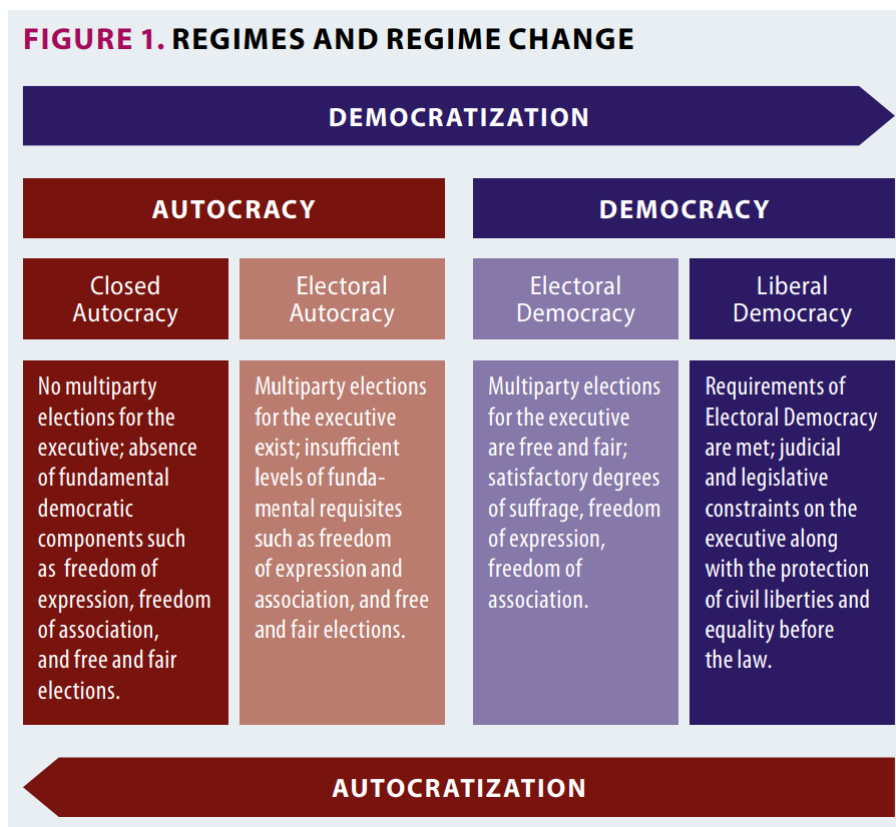 FIGURE 1. REGIMES AND REGIME CHANGE
DEMOCRATIZATION
AUTOCRACY
DEMOCRACY
Closed
Autocracy
Electoral
Autocracy
Electoral
Democracy
Liberal
Democracy
No multiparty
elections for the
executive; absence
of fundamental
democratic
components such
as freedom of
expression, freedom
of association,
and free and fair
elections.
Multiparty elections
for the executive
exist; insufficient
levels of funda-
mental requisites
such as freedom
of expression and
association, and free
and fair elections.
Multiparty elections
for the executive
are free and fair;
satisfactory degrees
of suffrage, freedom
of expression,
freedom of
association.
Requirements of
Electoral Democracy
are met; judicial
and legislative
constraints on the
executive along
with the protection
of civil liberties and
equality before
the law.
AUTOCRATIZATION